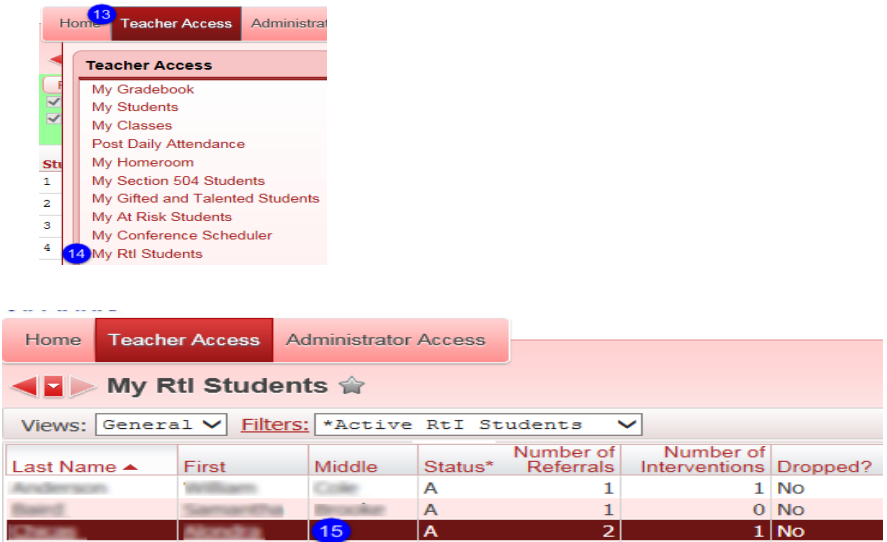 Home 13 Teacher Access Administrat
Teacher Access
My Gradebook
My Students
My Classes
Post Daily Attendance
My Homeroom
Stu
My Section 504 Students
1
My Gifted and Talented Students
2
My At Risk Students
3
My Conference Scheduler
4
14 My RtI Students
Home Teacher Access Administrator Access
My RtI Students
Views: General Filters: *Active RtI Students
Last Name First Middle Status* Number of Referrals Number of Interventions Dropped?
A 1 1 No
A 1 0 No
15 A 2 1 No